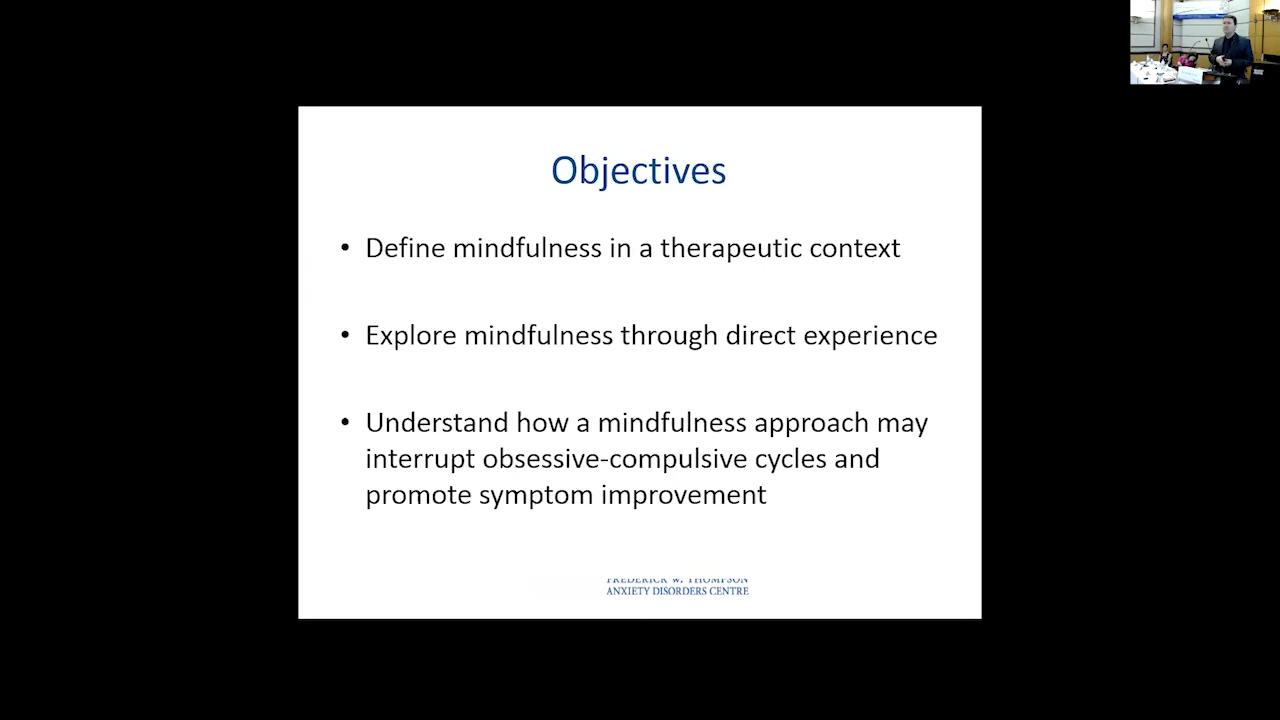 Objectives
• Define mindfulness in a therapeutic context
• Explore mindfulness through direct experience
• Understand how a mindfulness approach may
interrupt obsessive-compulsive cycles and
promote symptom improvement
FREDERICK W. THOMPSON
ANXIETY DISORDERS CENTRE